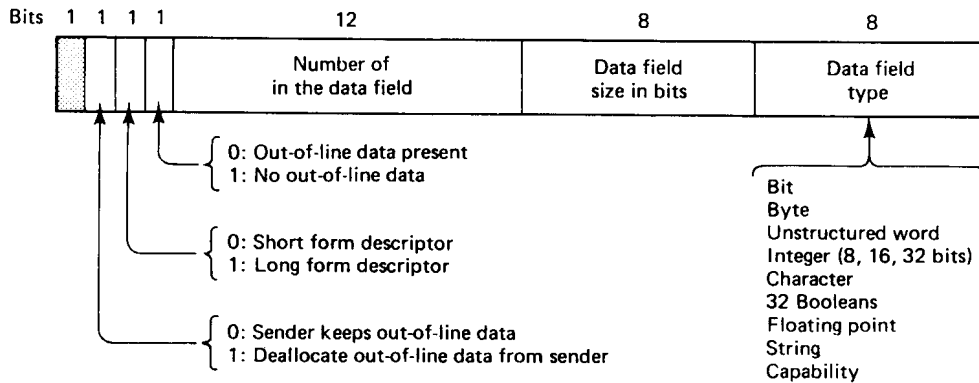 Bits 1 1 1 1 12 8 8
Number of
in the data field
Data field
size in bits
Data field
type
0: Out-of-line data present
1: No out-of-line data
0: Short form descriptor
1: Long form descriptor
0: Sender keeps out-of-line data
1: Deallocate out-of-line data from sender
Bit
Byte
Unstructured word
Integer (8, 16, 32 bits)
Character
32 Booleans
Floating point
String
Capability